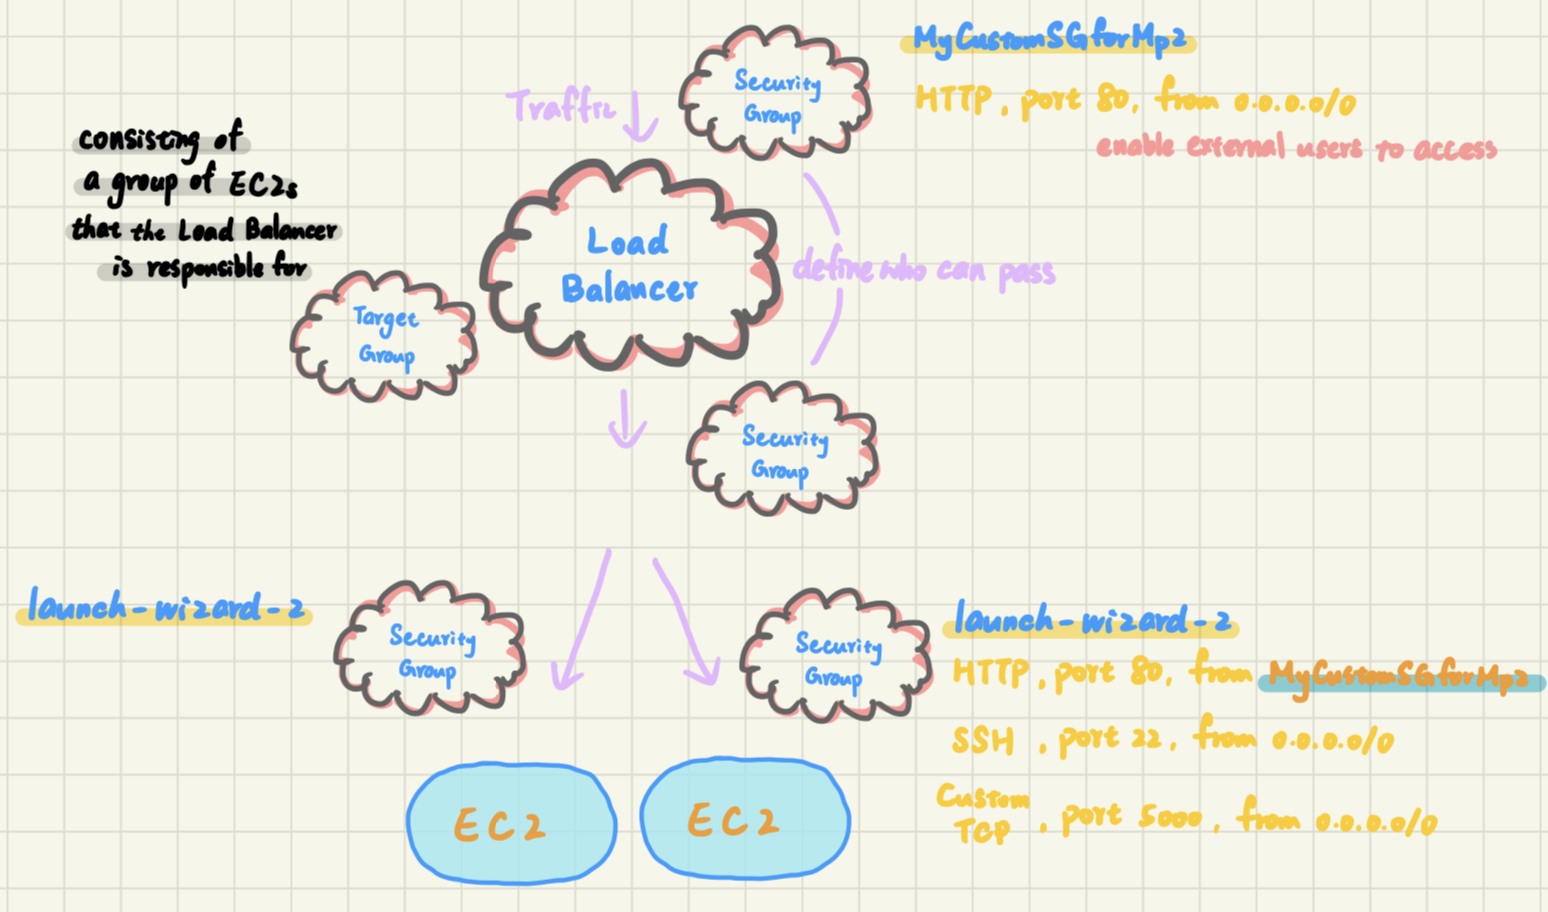 MyCustomSGforMp2
HTTP, port 80, from 0.0.0.0/0
enable external users to access
Security
Group
Traffic
consisting of
a group of EC2s
that the Load Balancer
is responsible for
Load
Balancer
define who can pass
Target
Group
Security
Group
launch-wizard-2
Security
Group
Security
Group
launch-wizard-2
HTTP, port 80, from MyCustomSGforMp2
SSH, port 22, from 0.0.0.0/0
Custom
TCP, port 5000, from 0.0.0.0/0
EC2
EC2